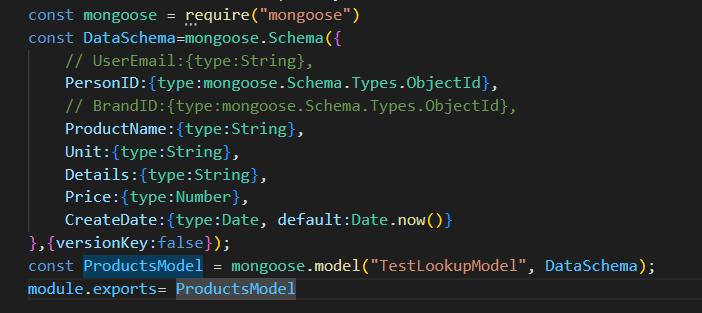 const mongoose = require("mongoose")
const DataSchema=mongoose.Schema({
    // UserEmail:{type:String},
    PersonID:{type:mongoose.Schema.Types.ObjectId},
    // BrandID:{type:mongoose.Schema.Types.ObjectId},
    ProductName:{type:String},
    Unit:{type:String},
    Details:{type:String},
    Price:{type:Number},
    CreateDate:{type:Date, default:Date.now()}
},{versionKey:false});
const ProductsModel = mongoose.model("TestLookupModel", DataSchema);
module.exports= ProductsModel